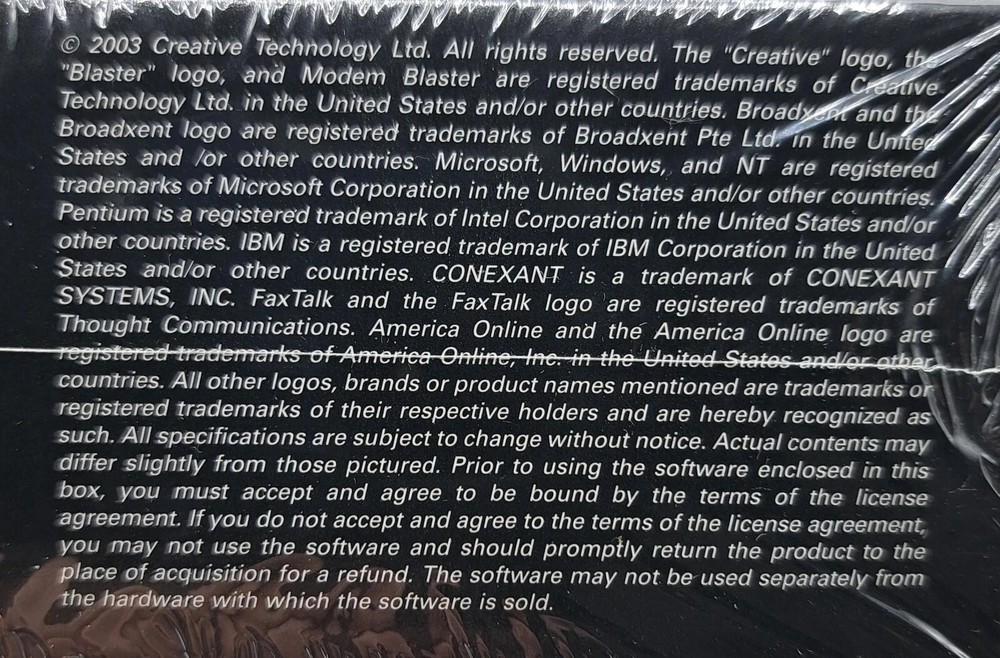 © 2003 Creative Technology Ltd. All rights reserved. The "Creative" logo, the
"Blaster" logo, and Modem Blaster are registered trademarks of Creative
Technology Ltd. in the United States and/or other countries. Broadxent and the
Broadxent logo are registered trademarks of Broadxent Pte Ltd. in the United
States and /or other countries. Microsoft, Windows, and NT are registered
trademarks of Microsoft Corporation in the United States and/or other countries.
Pentium is a registered trademark of Intel Corporation in the United States and/or
other countries. IBM is a registered trademark of IBM Corporation in the United
States and/or other countries. CONEXANT is a trademark of CONEXANT
SYSTEMS, INC. FaxTalk and the FaxTalk logo are registered trademarks of
Thought Communications. America Online and the America Online logo are
registered trademarks of America Online, Inc. in the United States and/or other
countries. All other logos, brands or product names mentioned are trademarks or
registered trademarks of their respective holders and are hereby recognized as
such. All specifications are subject to change without notice. Actual contents may
differ slightly from those pictured. Prior to using the software enclosed in this
box, you must accept and agree to be bound by the terms of the license
agreement. If you do not accept and agree to the terms of the license agreement,
you may not use the software and should promptly return the product to the
place of acquisition for a refund. The software may not be used separately from
the hardware with which the software is sold.